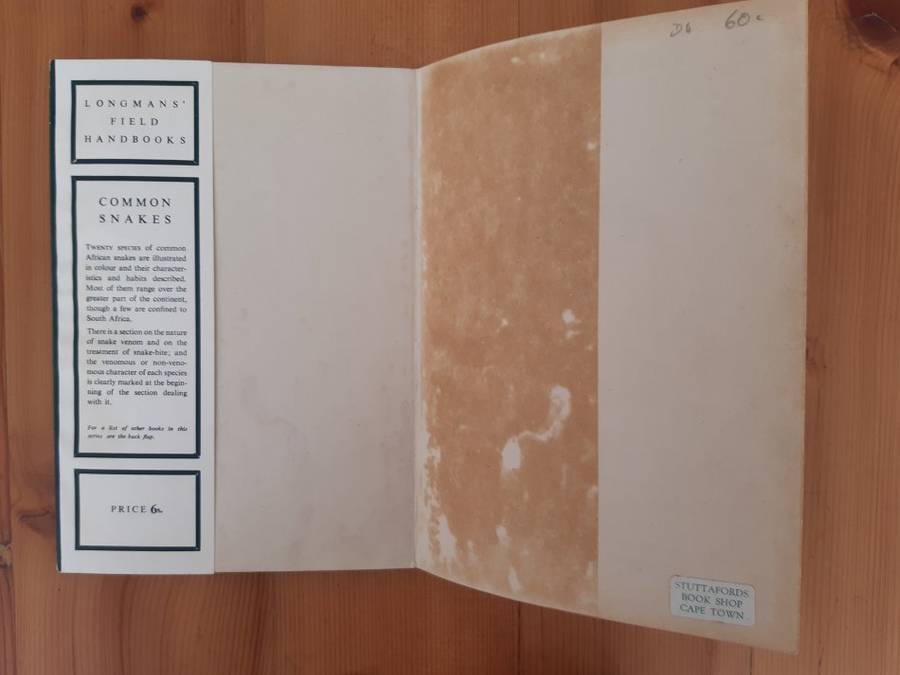 LONGMANS'
FIELD
HANDBOOKS
COMMON
SNAKES
TWENTY SPECIES of common
African snakes are illustrated
in colour and their character-
istics and habits described.
Most of them range over the
greater part of the continent,
though a few are confined to
South Africa.
There is a section on the nature
of snake venom and on the
treatment of snake-bite; and
the venomous or non-veno-
mous character of each species
is clearly marked at the begin-
ning of the section dealing
with it.
For a list of other books in this
series see the back flap.
PRICE 6s.
60c
STUTTAFORDS
BOOK SHOP
CAPE TOWN